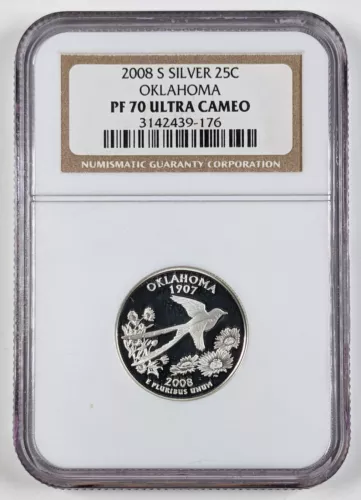 2008 S SILVER 25C
OKLAHOMA
PF 70 ULTRA CAMEO
3142439-176
NUMISMATIC GUARANTY CORPORATION
OKLAHOMA
1907
2008
E PLURIBUS UNUM